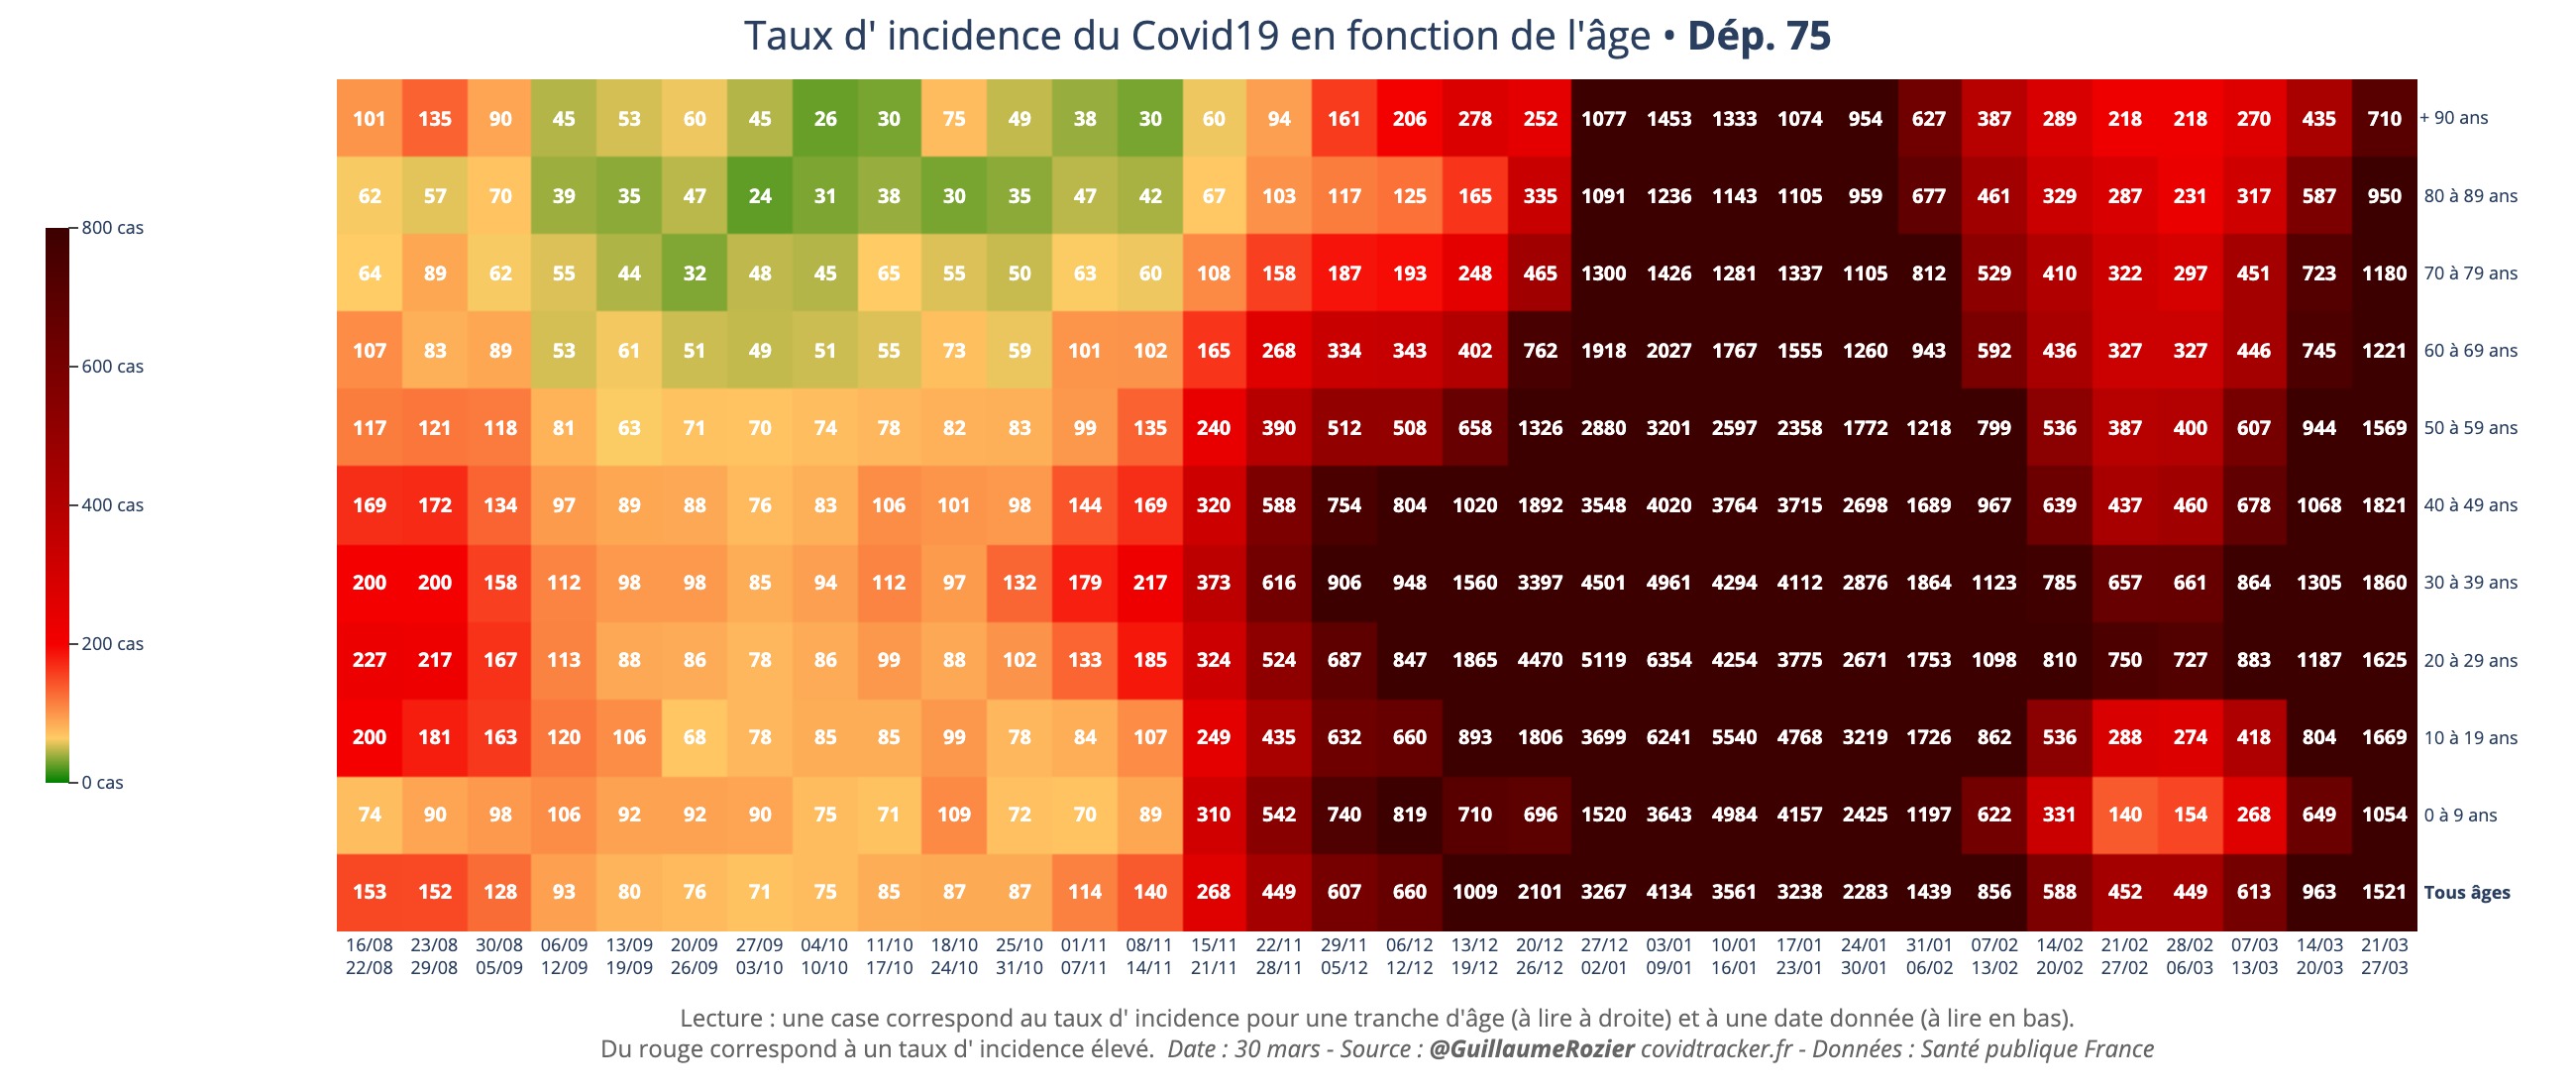 Taux d' incidence du Covid19 en fonction de l'âge • Dép. 75
800 cas
600 cas
400 cas
200 cas
0 cas
101 135 90 45 53 60 45 26 30 75 49 38 30 60 94 161 206 278 252 1077 1453 1333 1074 954 627 387 289 218 218 270 435 710 + 90 ans
62 57 70 39 35 47 24 31 38 30 35 47 42 67 103 117 125 165 335 1091 1236 1143 1105 959 677 461 329 287 231 317 587 950 80 à 89 ans
64 89 62 55 44 32 48 45 65 55 50 63 60 108 158 187 193 248 465 1300 1426 1281 1337 1105 812 529 410 322 297 451 723 1180 70 à 79 ans
107 83 89 53 61 51 49 51 55 73 59 101 102 165 268 334 343 402 762 1918 2027 1767 1555 1260 943 592 436 327 327 446 745 1221 60 à 69 ans
117 121 118 81 63 71 70 74 78 82 83 99 135 240 390 512 508 658 1326 2880 3201 2597 2358 1772 1218 799 536 387 400 607 944 1569 50 à 59 ans
169 172 134 97 89 88 76 83 106 101 98 144 169 320 588 754 804 1020 1892 3548 4020 3764 3715 2698 1689 967 639 437 460 678 1068 1821 40 à 49 ans
200 200 158 112 98 98 85 94 112 97 132 179 217 373 616 906 948 1560 3397 4501 4961 4294 4112 2876 1864 1123 785 657 661 864 1305 1860 30 à 39 ans
227 217 167 113 88 86 78 86 99 88 102 133 185 324 524 687 847 1865 4470 5119 6354 4254 3775 2671 1753 1098 810 750 727 883 1187 1625 20 à 29 ans
200 181 163 120 106 68 78 85 85 99 78 84 107 249 435 632 660 893 1806 3699 6241 5540 4768 3219 1726 862 536 288 274 418 804 1669 10 à 19 ans
74 90 98 106 92 92 90 75 71 109 72 70 89 310 542 740 819 710 696 1520 3643 4984 4157 2425 1197 622 331 140 154 268 649 1054 0 à 9 ans
153 152 128 93 80 76 71 75 85 87 87 114 140 268 449 607 660 1009 2101 3267 4134 3561 3238 2283 1439 856 588 452 449 613 963 1521 Tous âges
16/08 23/08 30/08 06/09 13/09 20/09 27/09 04/10 11/10 18/10 25/10 01/11 08/11 15/11 22/11 29/11 06/12 13/12 20/12 27/12 03/01 10/01 17/01 24/01 31/01 07/02 14/02 21/02 28/02 07/03 14/03 21/03
22/08 29/08 05/09 12/09 19/09 26/09 03/10 10/10 17/10 24/10 31/10 07/11 14/11 21/11 28/11 05/12 12/12 19/12 26/12 02/01 09/01 16/01 23/01 30/01 06/02 13/02 20/02 27/02 06/03 13/03 20/03 27/03
Lecture : une case correspond au taux d' incidence pour une tranche d'âge (à lire à droite) et à une date donnée (à lire en bas).
Du rouge correspond à un taux d' incidence élevé. Date : 30 mars - Source : @GuillaumeRozier covidtracker.fr - Données : Santé publique France